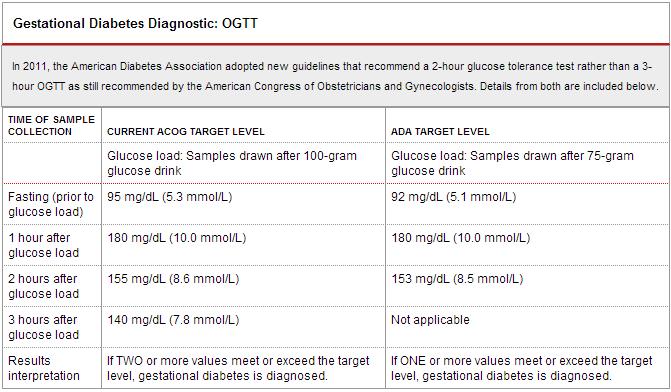 Gestational Diabetes Diagnostic: OGTT
In 2011, the American Diabetes Association adopted new guidelines that recommend a 2-hour glucose tolerance test rather than a 3-
hour OGTT as still recommended by the American Congress of Obstetricians and Gynecologists. Details from both are included below.
TIME OF SAMPLE
COLLECTION
CURRENT ACOG TARGET LEVEL
ADA TARGET LEVEL
Glucose load: Samples drawn after 100-gram
glucose drink
Glucose load: Samples drawn after 75-gram
glucose drink
Fasting (prior to
glucose load)
95 mg/dL (5.3 mmol/L)
92 mg/dL (5.1 mmol/L)
1 hour after
glucose load
180 mg/dL (10.0 mmol/L)
180 mg/dL (10.0 mmol/L)
2 hours after
glucose load
155 mg/dL (8.6 mmol/L)
153 mg/dL (8.5 mmol/L)
3 hours after
glucose load
140 mg/dL (7.8 mmol/L)
Not applicable
Results
interpretation
If TWO or more values meet or exceed the target
level, gestational diabetes is diagnosed.
If ONE or more values meet or exceed the target
level, gestational diabetes is diagnosed.